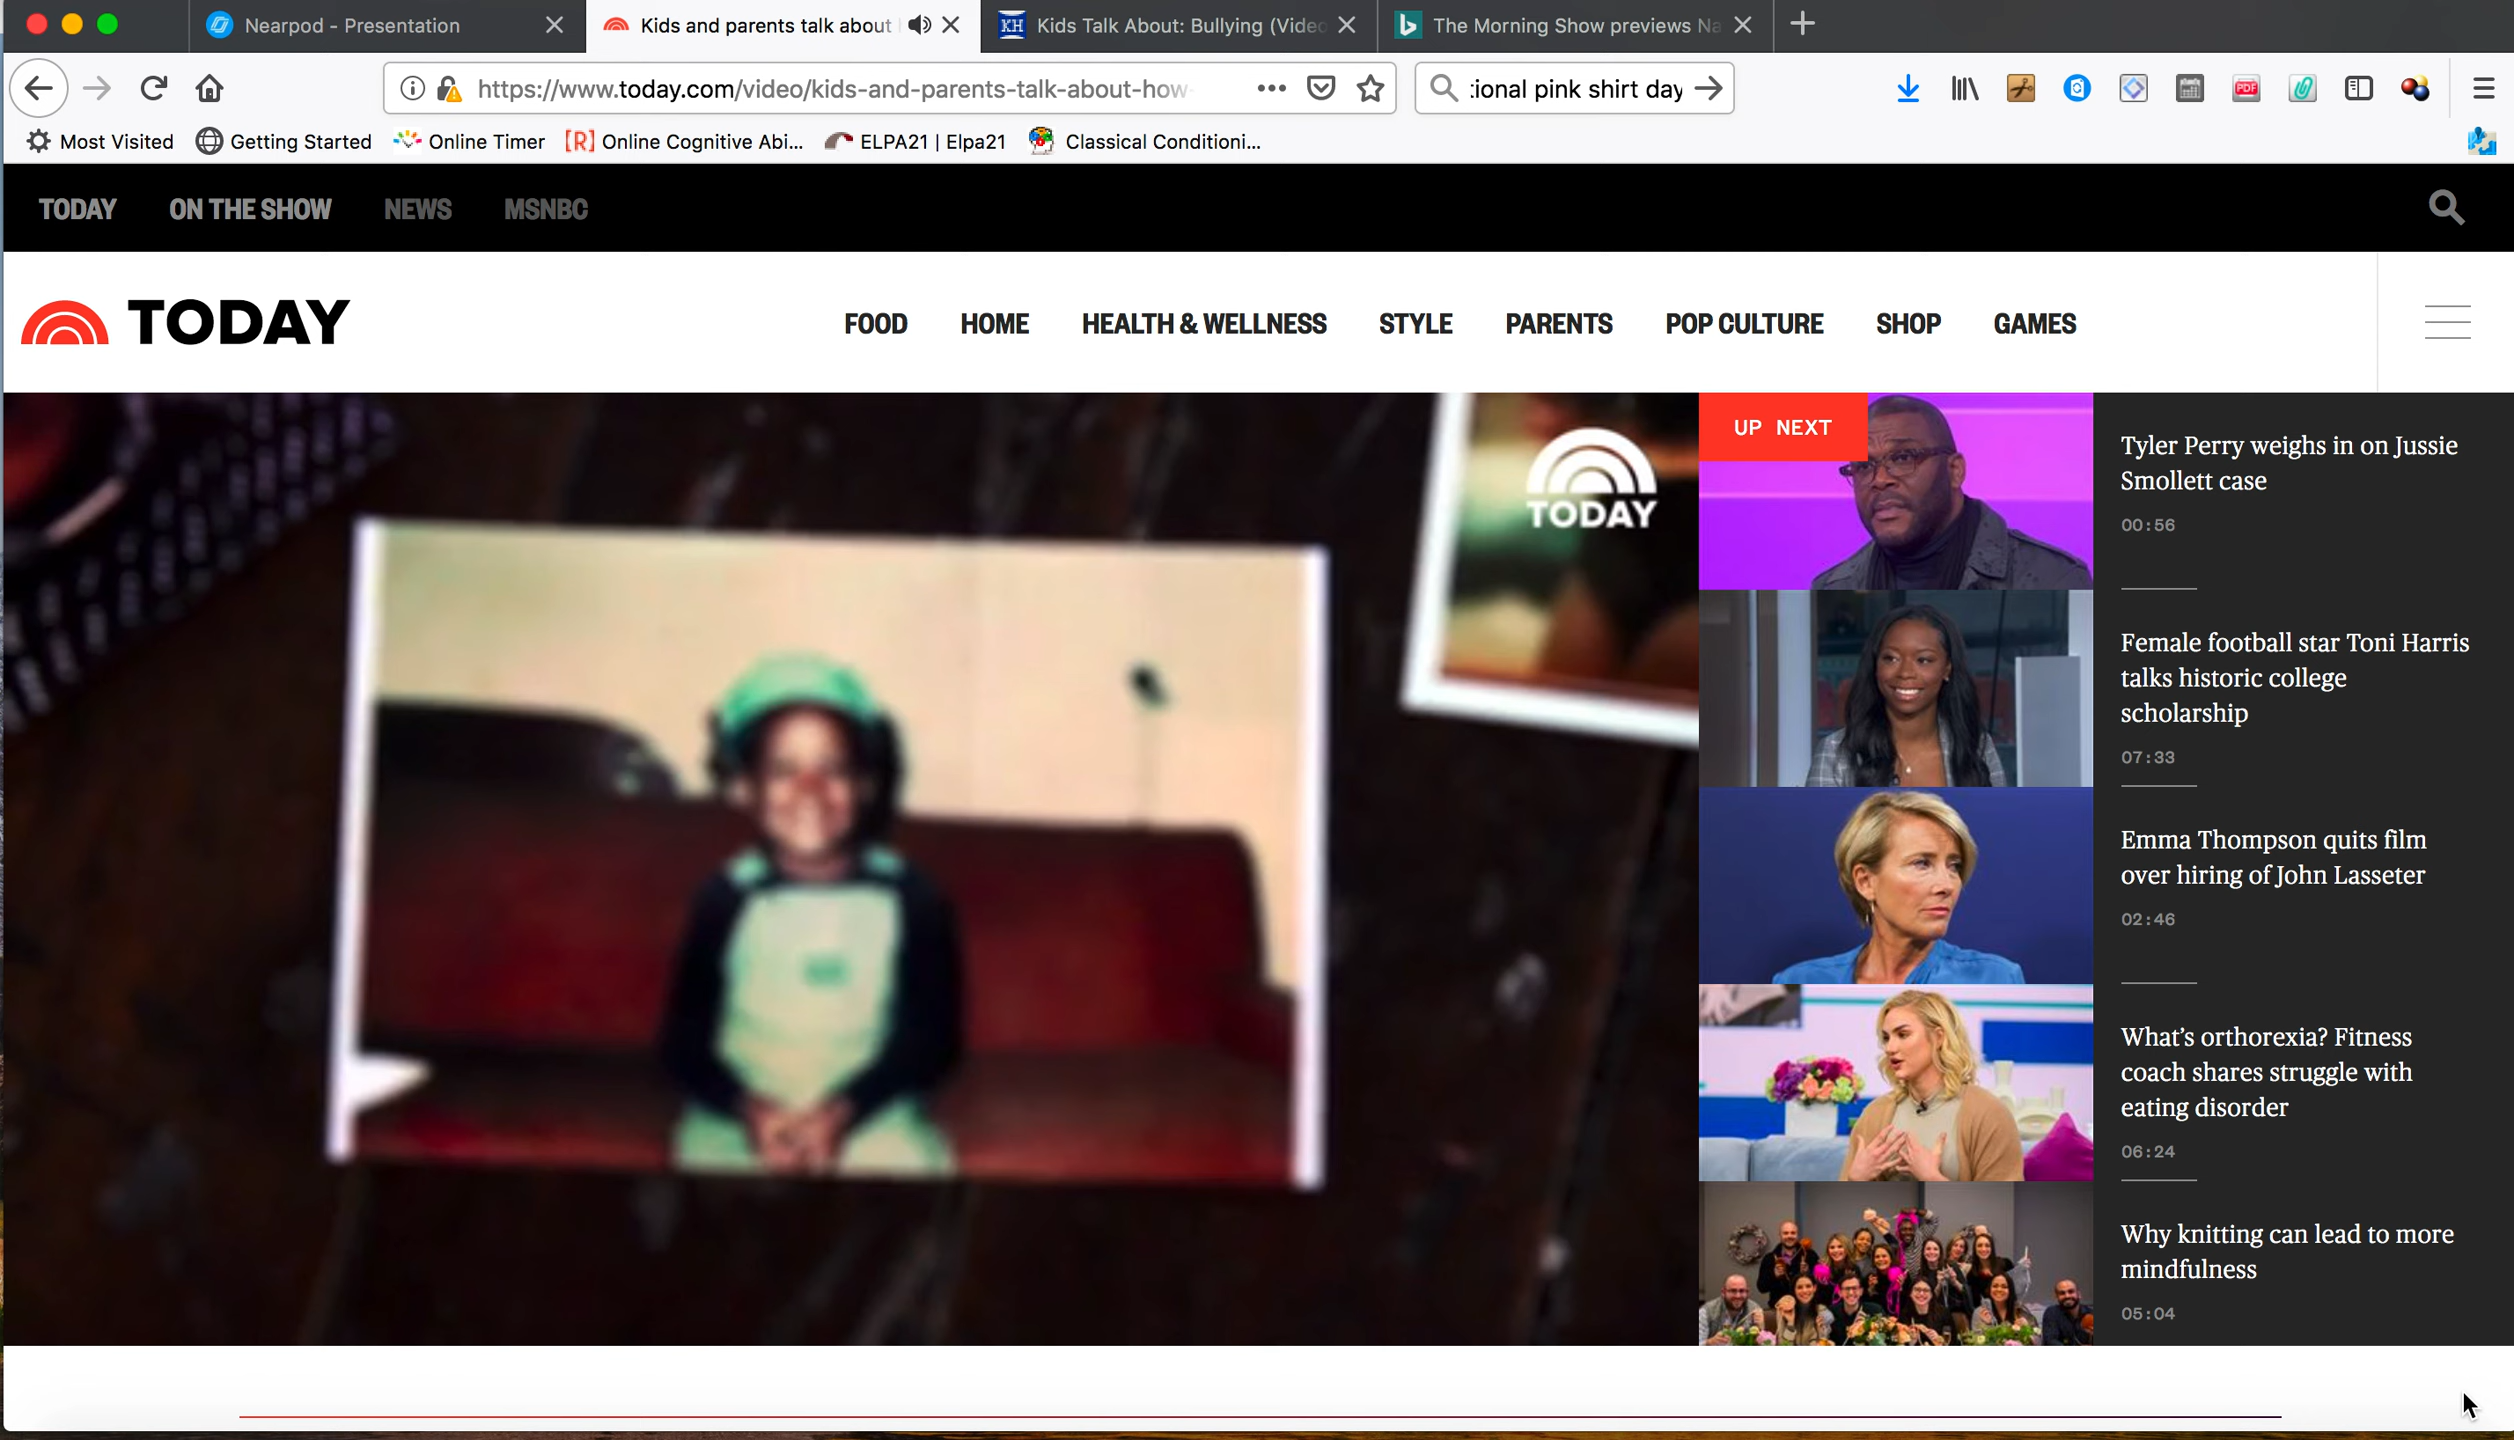 Nearpod - Presentation
Kids and parents talk about
KH
Kids Talk About: Bullying (Video
The Morning Show previews Na
https://www.today.com/video/kids-and-parents-talk-about-how-
ional pink shirt day
PDF
Most Visited
Getting Started
Online Timer
[R] Online Cognitive Abi...
ELPA21 | Elpa21
Classical Conditioni...
TODAY
ON THE SHOW
NEWS
MSNBC
TODAY
FOOD
HOME
HEALTH & WELLNESS
STYLE
PARENTS
POP CULTURE
SHOP
GAMES
TODAY
UP NEXT
Tyler Perry weighs in on Jussie
Smollett case
00:56
Female football star Toni Harris
talks historic college
scholarship
07:33
Emma Thompson quits film
over hiring of John Lasseter
02:46
What’s orthorexia? Fitness
coach shares struggle with
eating disorder
06:24
Why knitting can lead to more
mindfulness
05:04